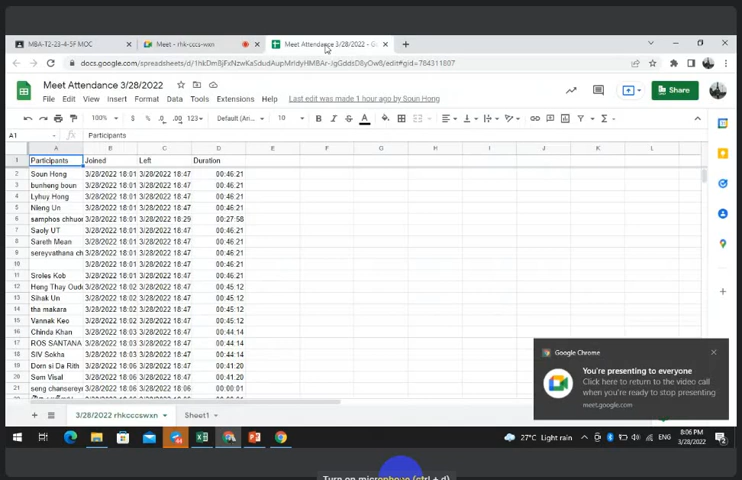 MBA-T2-23-4-5F MOC
Meet - rhk-cccs-wxn
Meet Attendance 3/28/2022 - G
Meet Attendance 3/28/2022
File Edit View Insert Format Data Tools Extensions Help Last edit was made 1 hour ago by Soun Hong
Share
100% $ % .0 .00 123 Default (Ari... 10 B I S A
A1 fx Participants
A B C D E F G H I J K L
1 Participants Joined Left Duration
2 Soun Hong 3/28/2022 18:01 3/28/2022 18:47 00:46:21
3 bunheng boun 3/28/2022 18:01 3/28/2022 18:47 00:46:21
4 Lyhuy Hong 3/28/2022 18:01 3/28/2022 18:47 00:46:21
5 Nieng Un 3/28/2022 18:01 3/28/2022 18:47 00:46:21
6 samphos chhuor 3/28/2022 18:01 3/28/2022 18:29 00:27:58
7 Saoly UT 3/28/2022 18:01 3/28/2022 18:47 00:46:21
8 Sareth Mean 3/28/2022 18:01 3/28/2022 18:47 00:46:21
9 sereyvathana ch 3/28/2022 18:01 3/28/2022 18:47 00:46:21
10 3/28/2022 18:01 3/28/2022 18:47 00:46:21
11 Sroles Kob 3/28/2022 18:01 3/28/2022 18:47 00:46:21
12 Heng Thay Oudo 3/28/2022 18:02 3/28/2022 18:47 00:45:12
13 Sihak Un 3/28/2022 18:02 3/28/2022 18:47 00:45:12
14 tha makara 3/28/2022 18:02 3/28/2022 18:47 00:45:12
15 Vannak Keo 3/28/2022 18:02 3/28/2022 18:47 00:45:12
16 Chinda Khan 3/28/2022 18:03 3/28/2022 18:47 00:44:14
17 ROS SANTANA 3/28/2022 18:03 3/28/2022 18:47 00:44:14
18 SIV Sokha 3/28/2022 18:03 3/28/2022 18:47 00:44:14
19 Dorn si Da Rith 3/28/2022 18:06 3/28/2022 18:47 00:41:20
20 Som Visal 3/28/2022 18:06 3/28/2022 18:47 00:41:20
21 seng chansereyr 3/28/2022 18:06 3/28/2022 18:06 00:00:01
Google Chrome
You're presenting to everyone
Click here to return to the video call
when you're ready to stop presenting
meet.google.com
3/28/2022 rhkcccswxn Sheet1
27°C Light rain ENG 8:06 PM
3/28/2022
Turn on microphone (ctrl + d)